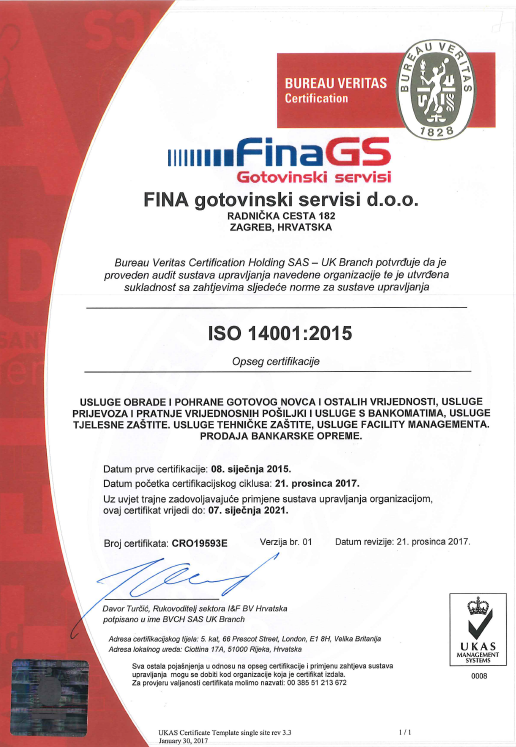 BUREAU VERITAS
Certification
BUREAU VERITAS
1828
FinaGS
Gotovinski servisi
FINA gotovinski servisi d.o.o.
RADNIČKA CESTA 182
ZAGREB, HRVATSKA
Bureau Veritas Certification Holding SAS – UK Branch potvrđuje da je
proveden audit sustava upravljanja navedene organizacije te je utvrđena
sukladnost sa zahtjevima sljedeće norme za sustave upravljanja
ISO 14001:2015
Opseg certifikacije
USLUGE OBRADE I POHRANE GOTOVOG NOVCA I OSTALIH VRIJEDNOSTI, USLUGE
PRIJEVOZA I PRATNJE VRIJEDNOSNIH POŠILJKI I USLUGE S BANKOMATIMA, USLUGE
TJELESNE ZAŠTITE. USLUGE TEHNIČKE ZAŠTITE, USLUGE FACILITY MANAGEMENTA.
PRODAJA BANKARSKE OPREME.
Datum prve certifikacije: 08. siječnja 2015.
Datum početka certifikacijskog ciklusa: 21. prosinca 2017.
Uz uvjet trajne zadovoljavajuće primjene sustava upravljanja organizacijom,
ovaj certifikat vrijedi do: 07. siječnja 2021.
Broj certifikata: CRO19593E Verzija br. 01 Datum revizije: 21. prosinca 2017.
Davor Turčić, Rukovoditelj sektora I&F BV Hrvatska
potpisano u ime BVCH SAS UK Branch
Adresa certifikacijskog tijela: 5. kat, 66 Prescot Street, London, E1 8H, Velika Britanija
Adresa lokalnog ureda: Ciottina 17A, 51000 Rijeka, Hrvatska
Sva ostala pojašnjenja u odnosu na opseg certifikacije i primjenu zahtjeva sustava
upravljanja mogu se dobiti kod organizacije koja je certifikat izdala.
Za provjeru valjanosti certifikata molimo nazvati: 00 385 51 213 672
UKAS
MANAGEMENT
SYSTEMS
0008
UKAS Certificate Template single site rev 3.3
January 30, 2017
1 / 1